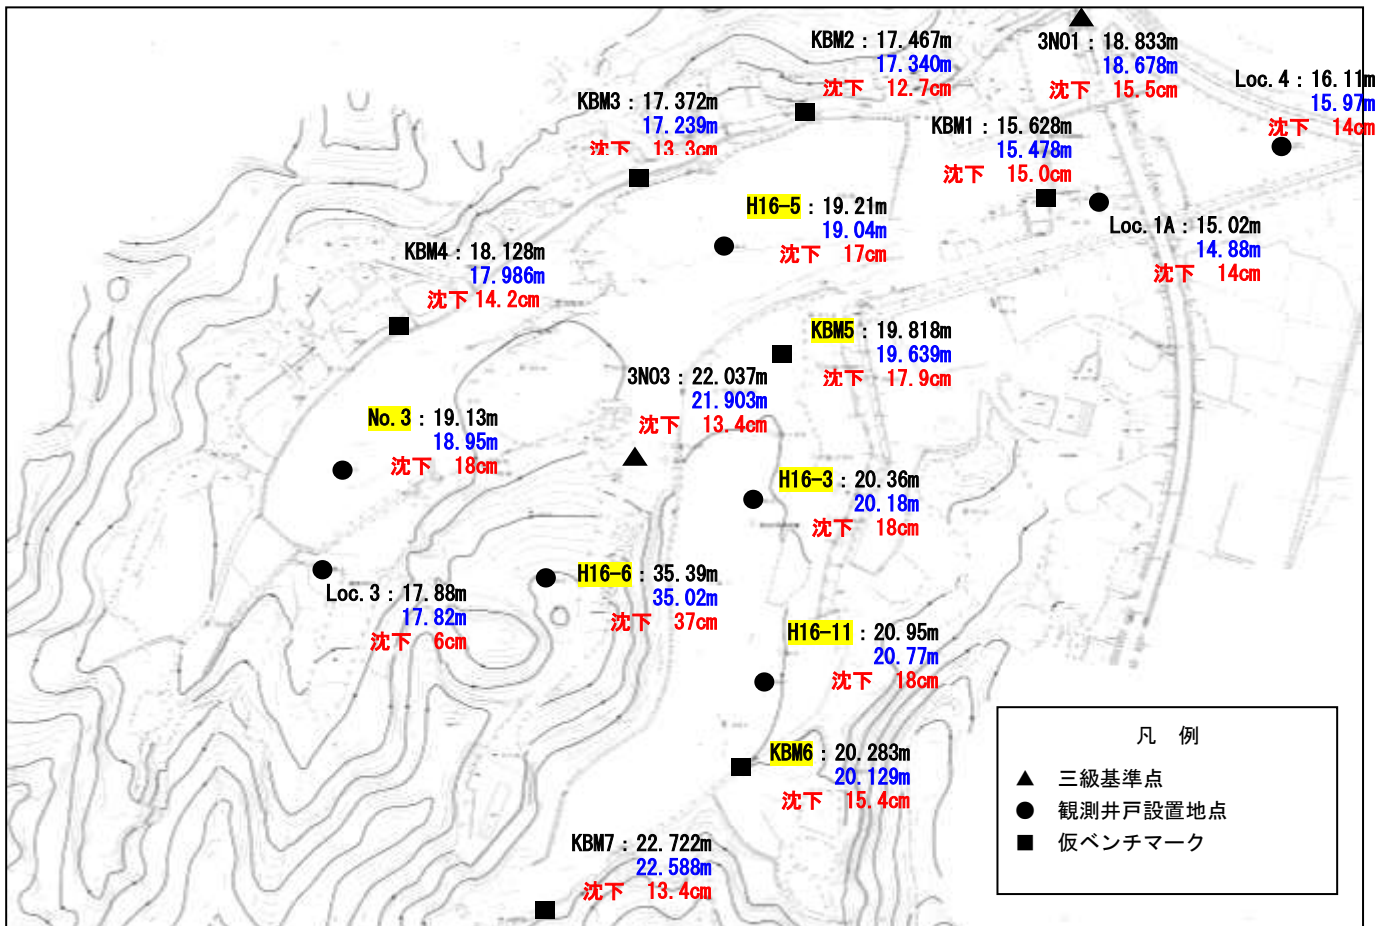 KBM2 : 17.467m
17.340m
沈下 12.7cm
3N01 : 18.833m
18.678m
沈下 15.5cm
Loc.4 : 16.11m
15.97m
沈下 14cm
KBM3 : 17.372m
17.239m
沈下 13.3cm
KBM1 : 15.628m
15.478m
沈下 15.0cm
H16-5 : 19.21m
19.04m
沈下 17cm
Loc.1A : 15.02m
14.88m
沈下 14cm
KBM4 : 18.128m
17.986m
沈下 14.2cm
KBM5 : 19.818m
19.639m
沈下 17.9cm
3N03 : 22.037m
21.903m
沈下 13.4cm
No.3 : 19.13m
18.95m
沈下 18cm
H16-3 : 20.36m
20.18m
沈下 18cm
H16-6 : 35.39m
35.02m
沈下 37cm
Loc.3 : 17.88m
17.82m
沈下 6cm
H16-11 : 20.95m
20.77m
沈下 18cm
KBM6 : 20.283m
20.129m
沈下 15.4cm
KBM7 : 22.722m
22.588m
沈下 13.4cm
凡 例
▲ 三級基準点
● 観測井戸設置地点
■ 仮ベンチマーク